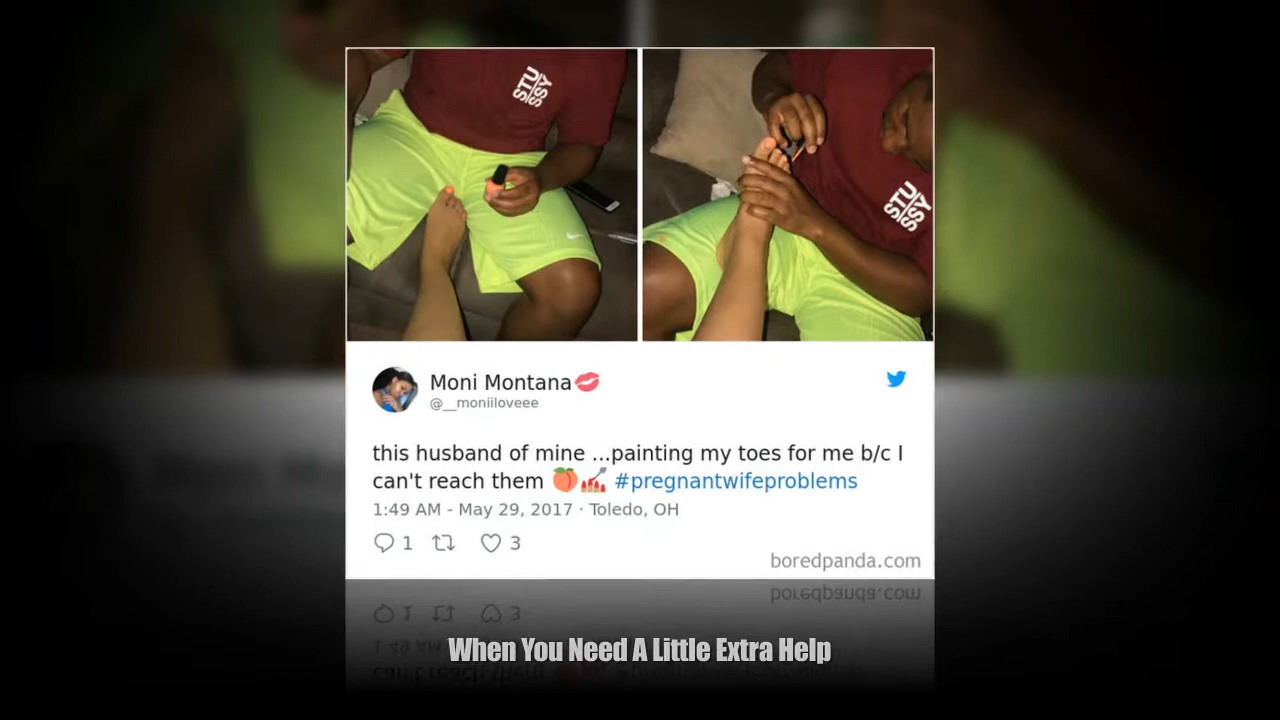 STUSSY
STUSSY
Moni Montana💋
@__moniiloveee
this husband of mine ...painting my toes for me b/c I
can't reach them 🍑💅 #pregnantwifeproblems
1:49 AM - May 29, 2017 · Toledo, OH
1 3
boredpanda.com
When You Need A Little Extra Help